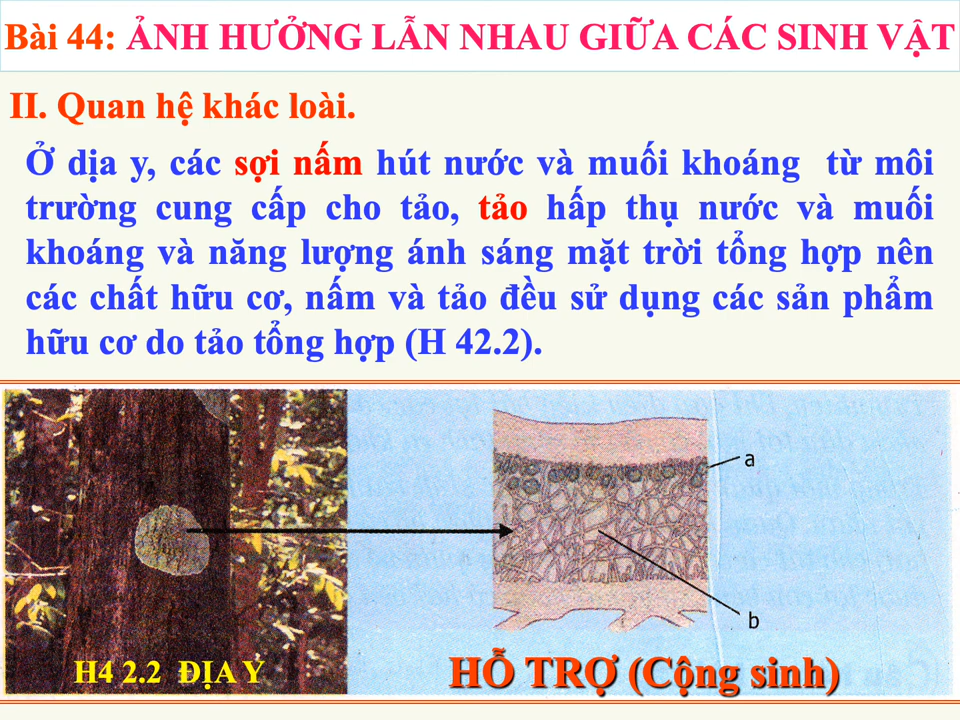 Bài 44: ẢNH HƯỞNG LẪN NHAU GIỮA CÁC SINH VẬT
II. Quan hệ khác loài.
Ở dịa y, các sợi nấm hút nước và muối khoáng từ môi
trường cung cấp cho tảo, tảo hấp thụ nước và muối
khoáng và năng lượng ánh sáng mặt trời tổng hợp nên
các chất hữu cơ, nấm và tảo đều sử dụng các sản phẩm
hữu cơ do tảo tổng hợp (H 42.2).
a
b
H4 2.2 ĐỊA Y
HỖ TRỢ (Cộng sinh)